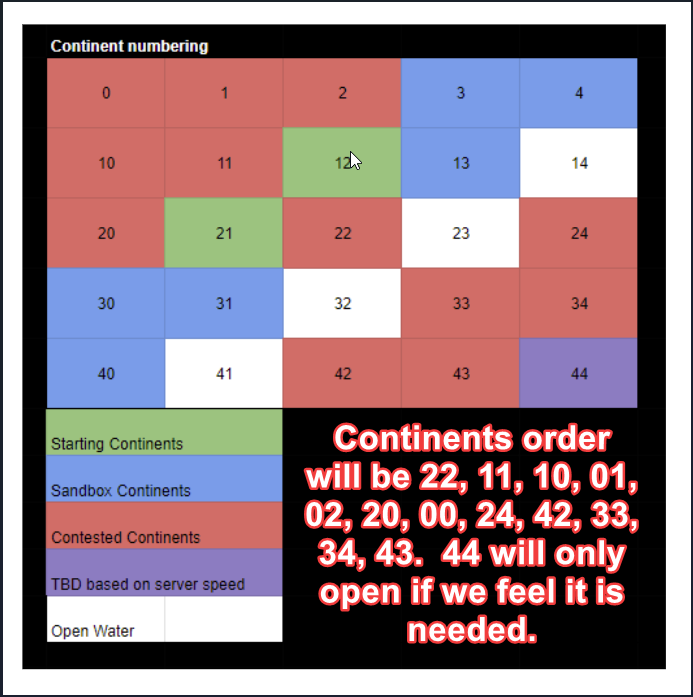 Continent numbering
0 1 2 3 4
10 11 12 13 14
20 21 22 23 24
30 31 32 33 34
40 41 42 43 44
Starting Continents
Sandbox Continents
Contested Continents
TBD based on server speed
Open Water
Continents order
will be 22, 11, 10, 01,
02, 20, 00, 24, 42, 33,
34, 43. 44 will only
open if we feel it is
needed.